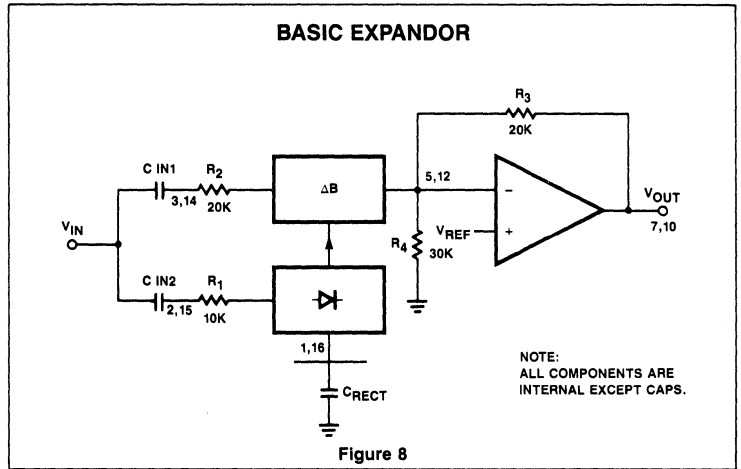 BASIC EXPANDOR
R3
20K
C IN1
R2
3,14
20K
ΔB
5,12
−
VOUT
7,10
VIN
VREF
+
R4
30K
C IN2
R1
2,15
10K
1,16
CRECT
NOTE:
ALL COMPONENTS ARE
INTERNAL EXCEPT CAPS.
Figure 8